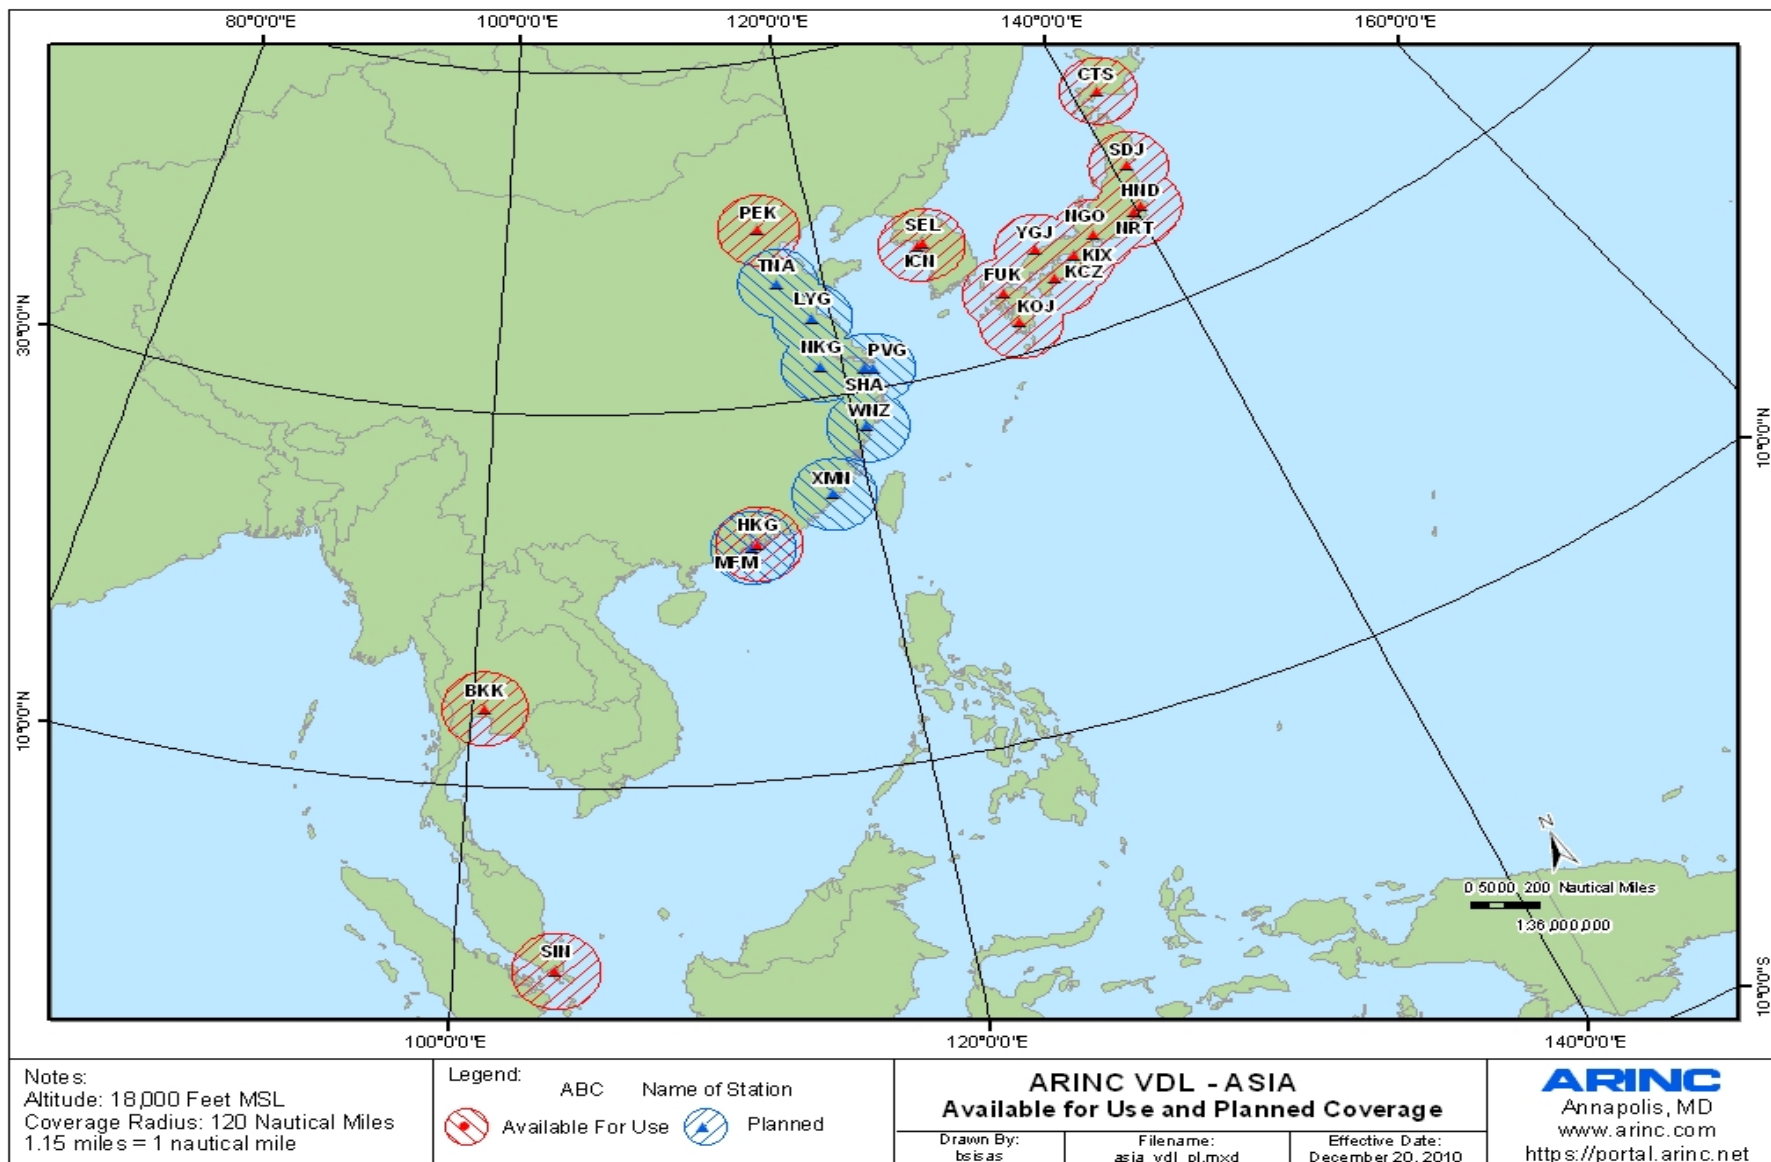 80°0'0"E 100°0'0"E 120°0'0"E 140°0'0"E 160°0'0"E
CTS
SDJ
HND
PEK
NGO
SEL
YGJ
NRT
ICN
KIX
TNA
FUK
KCZ
LYG
KOJ
30°0'0"N
NKG
PVG
SHA
WNZ
10°0'0"N
XMN
HKG
MFM
BKK
10°0'0"N
N
0 5000 200 Nautical Miles
1:36,000,000
SIN
10°0'0"S
100°0'0"E 120°0'0"E 140°0'0"E
Notes:
Altitude: 18,000 Feet MSL
Coverage Radius: 120 Nautical Miles
1.15 miles = 1 nautical mile
Legend:
ABC Name of Station
Available For Use Planned
ARINC VDL - ASIA
Available for Use and Planned Coverage
Drawn By:
bsisas
Filename:
asia_vdl_pl.mxd
Effective Date:
December 20, 2010
ARINC
Annapolis, MD
www.arinc.com
https://portal.arinc.net